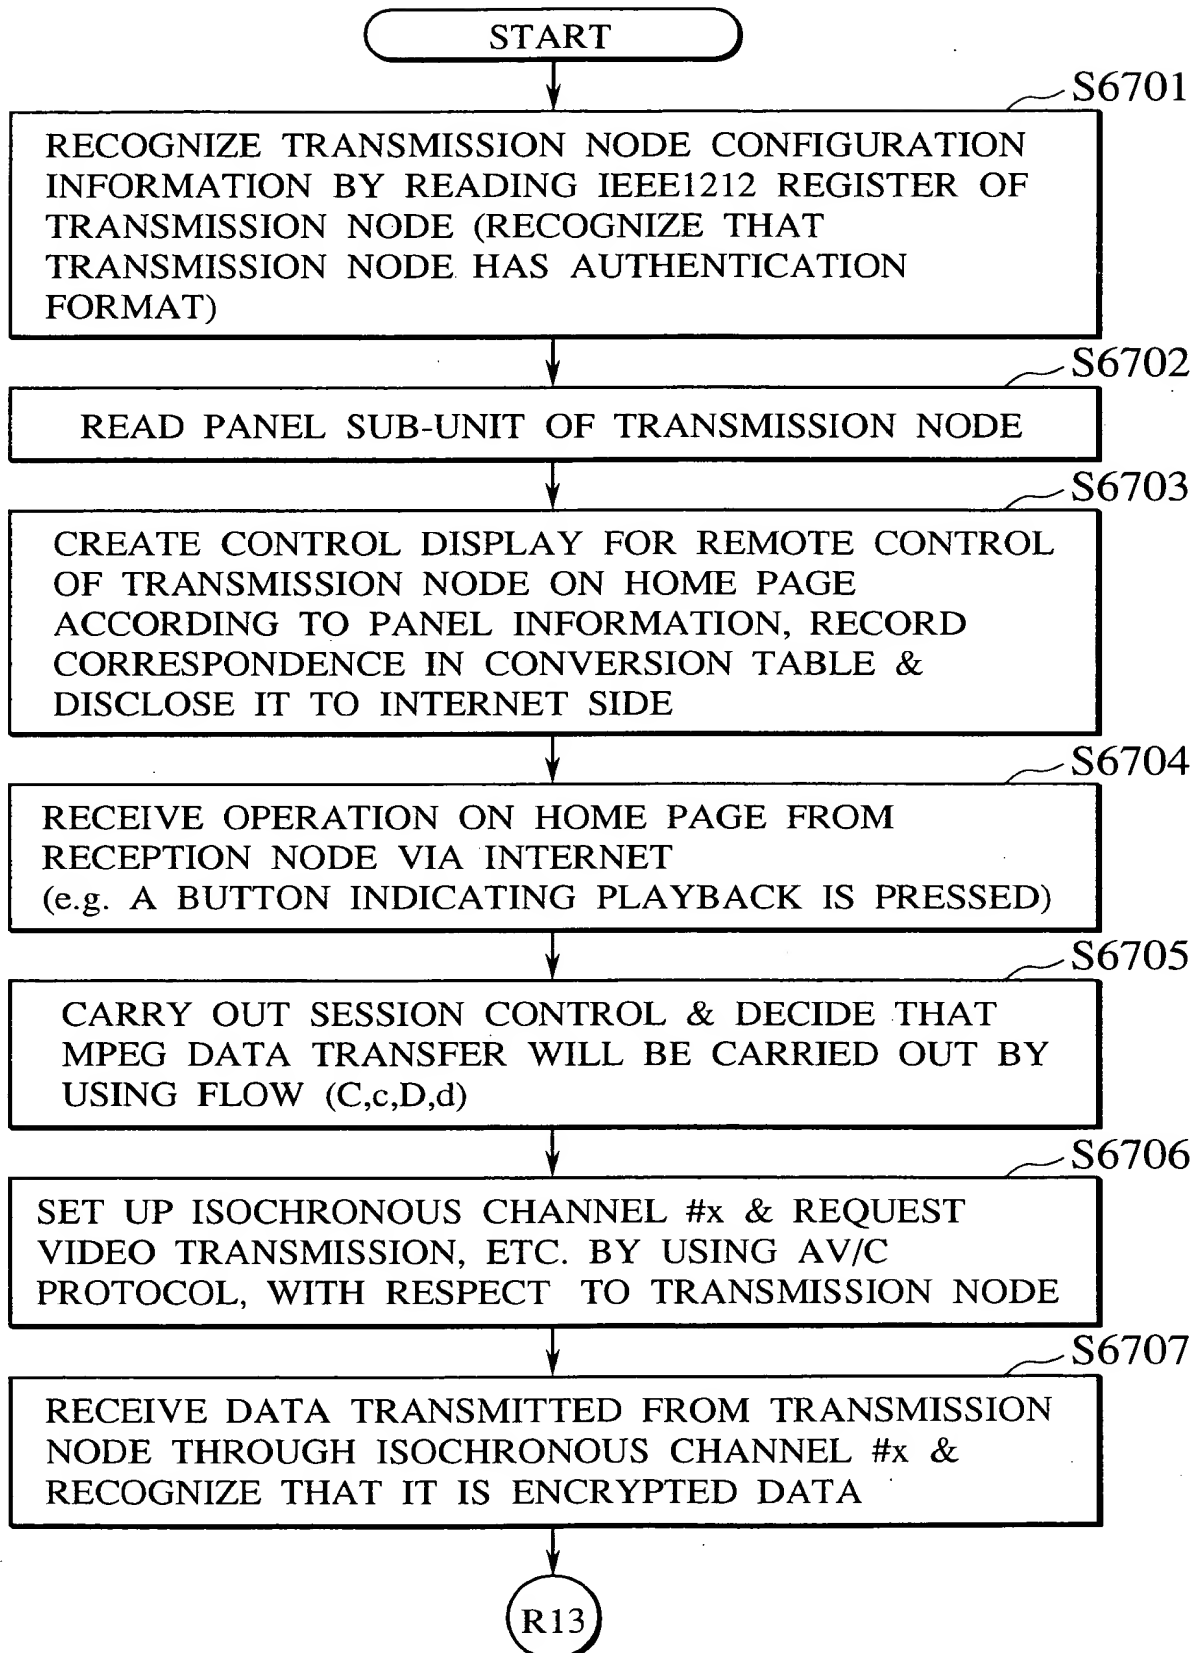 START
S6701
RECOGNIZE TRANSMISSION NODE CONFIGURATION
INFORMATION BY READING IEEE1212 REGISTER OF
TRANSMISSION NODE (RECOGNIZE THAT
TRANSMISSION NODE HAS AUTHENTICATION
FORMAT)
S6702
READ PANEL SUB-UNIT OF TRANSMISSION NODE
S6703
CREATE CONTROL DISPLAY FOR REMOTE CONTROL
OF TRANSMISSION NODE ON HOME PAGE
ACCORDING TO PANEL INFORMATION, RECORD
CORRESPONDENCE IN CONVERSION TABLE &
DISCLOSE IT TO INTERNET SIDE
S6704
RECEIVE OPERATION ON HOME PAGE FROM
RECEPTION NODE VIA INTERNET
(e.g. A BUTTON INDICATING PLAYBACK IS PRESSED)
S6705
CARRY OUT SESSION CONTROL & DECIDE THAT
MPEG DATA TRANSFER WILL BE CARRIED OUT BY
USING FLOW (C,c,D,d)
S6706
SET UP ISOCHRONOUS CHANNEL #x & REQUEST
VIDEO TRANSMISSION, ETC. BY USING AV/C
PROTOCOL, WITH RESPECT TO TRANSMISSION NODE
S6707
RECEIVE DATA TRANSMITTED FROM TRANSMISSION
NODE THROUGH ISOCHRONOUS CHANNEL #x &
RECOGNIZE THAT IT IS ENCRYPTED DATA
R13